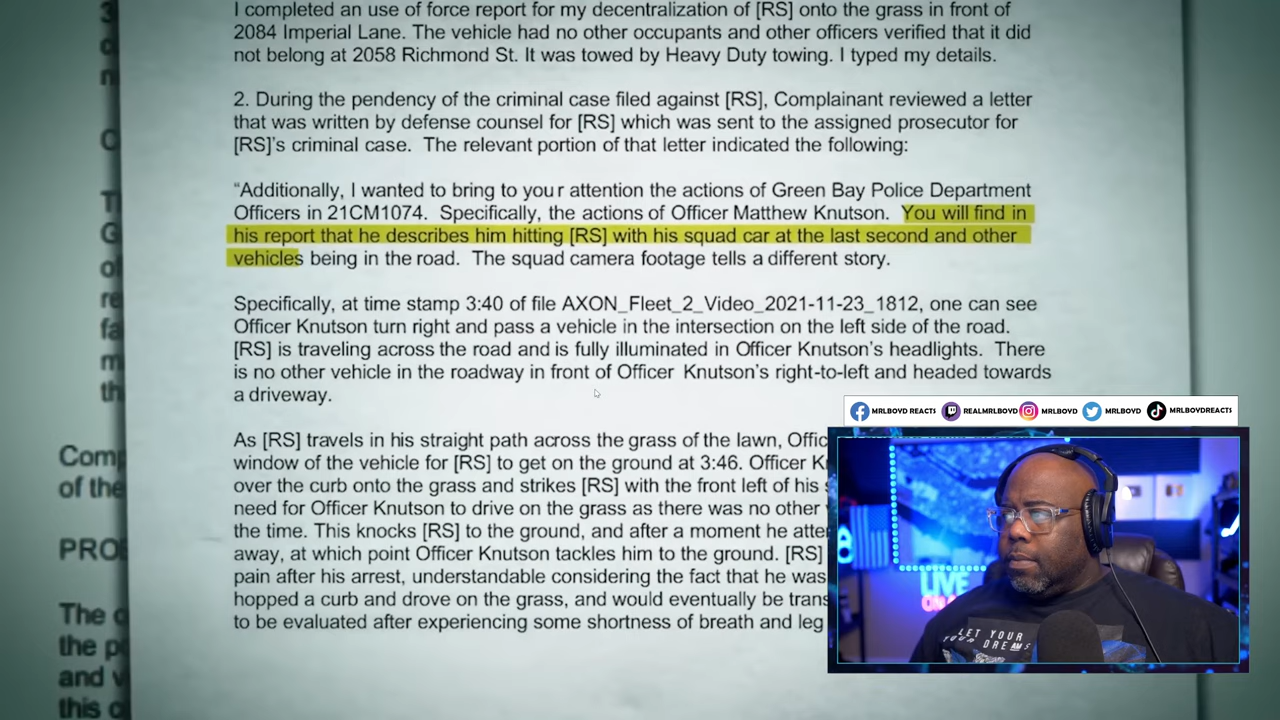 I completed an use of force report for my decentralization of [RS] onto the grass in front of
2084 Imperial Lane. The vehicle had no other occupants and other officers verified that it did
not belong at 2058 Richmond St. It was towed by Heavy Duty towing. I typed my details.
2. During the pendency of the criminal case filed against [RS], Complainant reviewed a letter
that was written by defense counsel for [RS] which was sent to the assigned prosecutor for
[RS]'s criminal case. The relevant portion of that letter indicated the following:
"Additionally, I wanted to bring to your attention the actions of Green Bay Police Department
Officers in 21CM1074. Specifically, the actions of Officer Matthew Knutson. You will find in
his report that he describes him hitting [RS] with his squad car at the last second and other
vehicles being in the road. The squad camera footage tells a different story.
Specifically, at time stamp 3:40 of file AXON_Fleet_2_Video_2021-11-23_1812, one can see
Officer Knutson turn right and pass a vehicle in the intersection on the left side of the road.
[RS] is traveling across the road and is fully illuminated in Officer Knutson's headlights. There
is no other vehicle in the roadway in front of Officer Knutson's right-to-left and headed towards
a driveway.
As [RS] travels in his straight path across the grass of the lawn,
window of the vehicle for [RS] to get on the ground at 3:46. Officer
over the curb onto the grass and strikes [RS] with the front left of his
need for Officer Knutson to drive on the grass as there was no other
the time. This knocks [RS] to the ground, and after a moment he
away, at which point Officer Knutson tackles him to the ground. [RS]
pain after his arrest, understandable considering the fact that he was
hopped a curb and drove on the grass, and would eventually be
to be evaluated after experiencing some shortness of breath and leg
of the
The
the
and
this
MRLBOYD REACTS
REALMRLBOYD
MRLBOYD
MRLBOYD
MRLBOYDREACTS
LIVE
LET YOUR
YOUR DREAMS